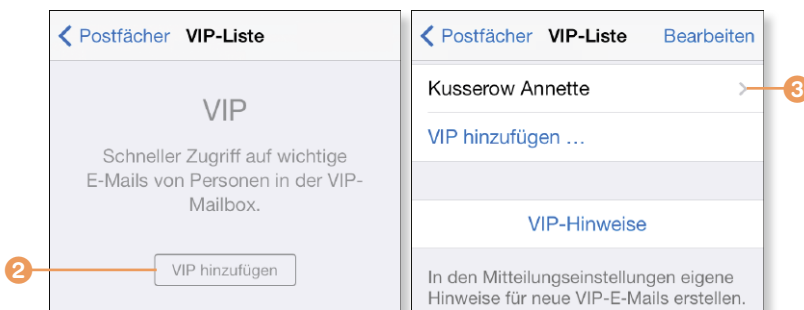 Postfächer VIP-Liste
VIP
Schneller Zugriff auf wichtige
E-Mails von Personen in der VIP-
Mailbox.
2 VIP hinzufügen
Postfächer VIP-Liste Bearbeiten
Kusserow Annette 3
VIP hinzufügen …
VIP-Hinweise
In den Mitteilungseinstellungen eigene
Hinweise für neue VIP-E-Mails erstellen.